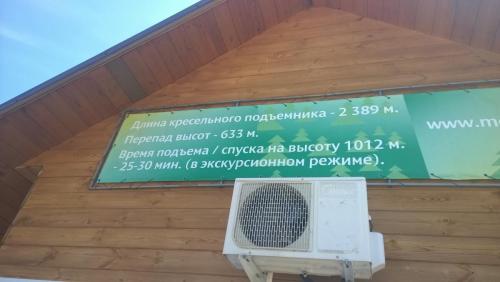 Длина кресельного подъемника - 2 389 м.
Перепад высот - 633 м.
Время подъема / спуска на высоту 1012 м.
- 25-30 мин. (в экскурсионном режиме).
www.m
Midea